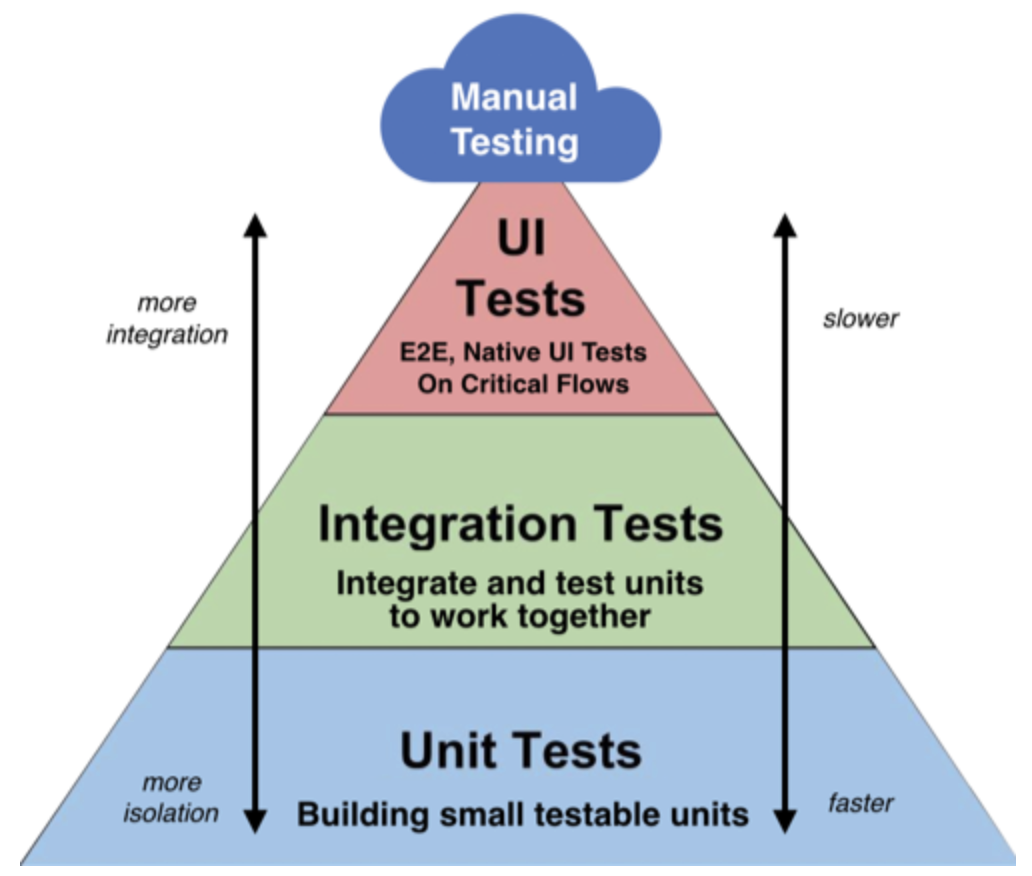 Manual
Testing
UI
Tests
E2E, Native UI Tests
On Critical Flows
more
integration
slower
Integration Tests
Integrate and test units
to work together
Unit Tests
Building small testable units
more
isolation
faster